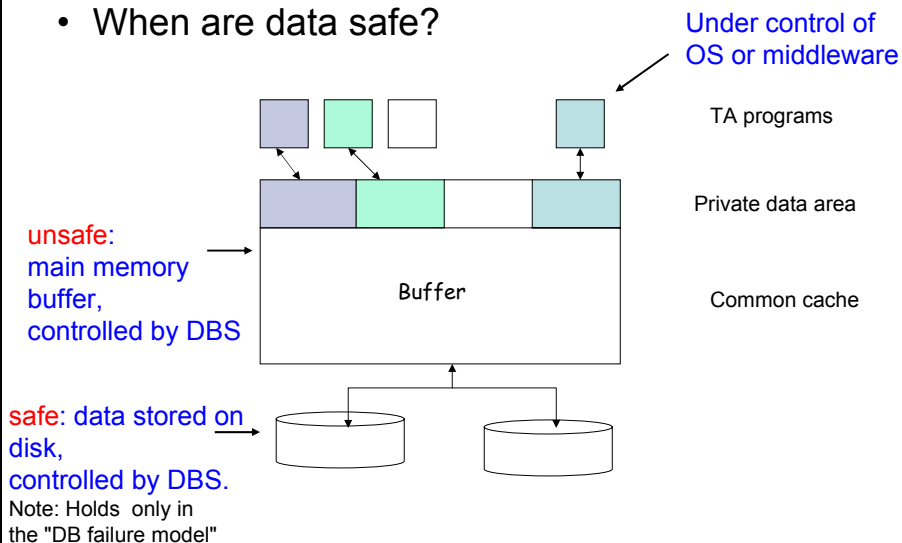 • When are data safe?
Under control of
OS or middleware
TA programs
Private data area
unsafe:
main memory
buffer,
controlled by DBS
Buffer
Common cache
safe: data stored on
disk,
controlled by DBS.
Note: Holds only in
the "DB failure model"